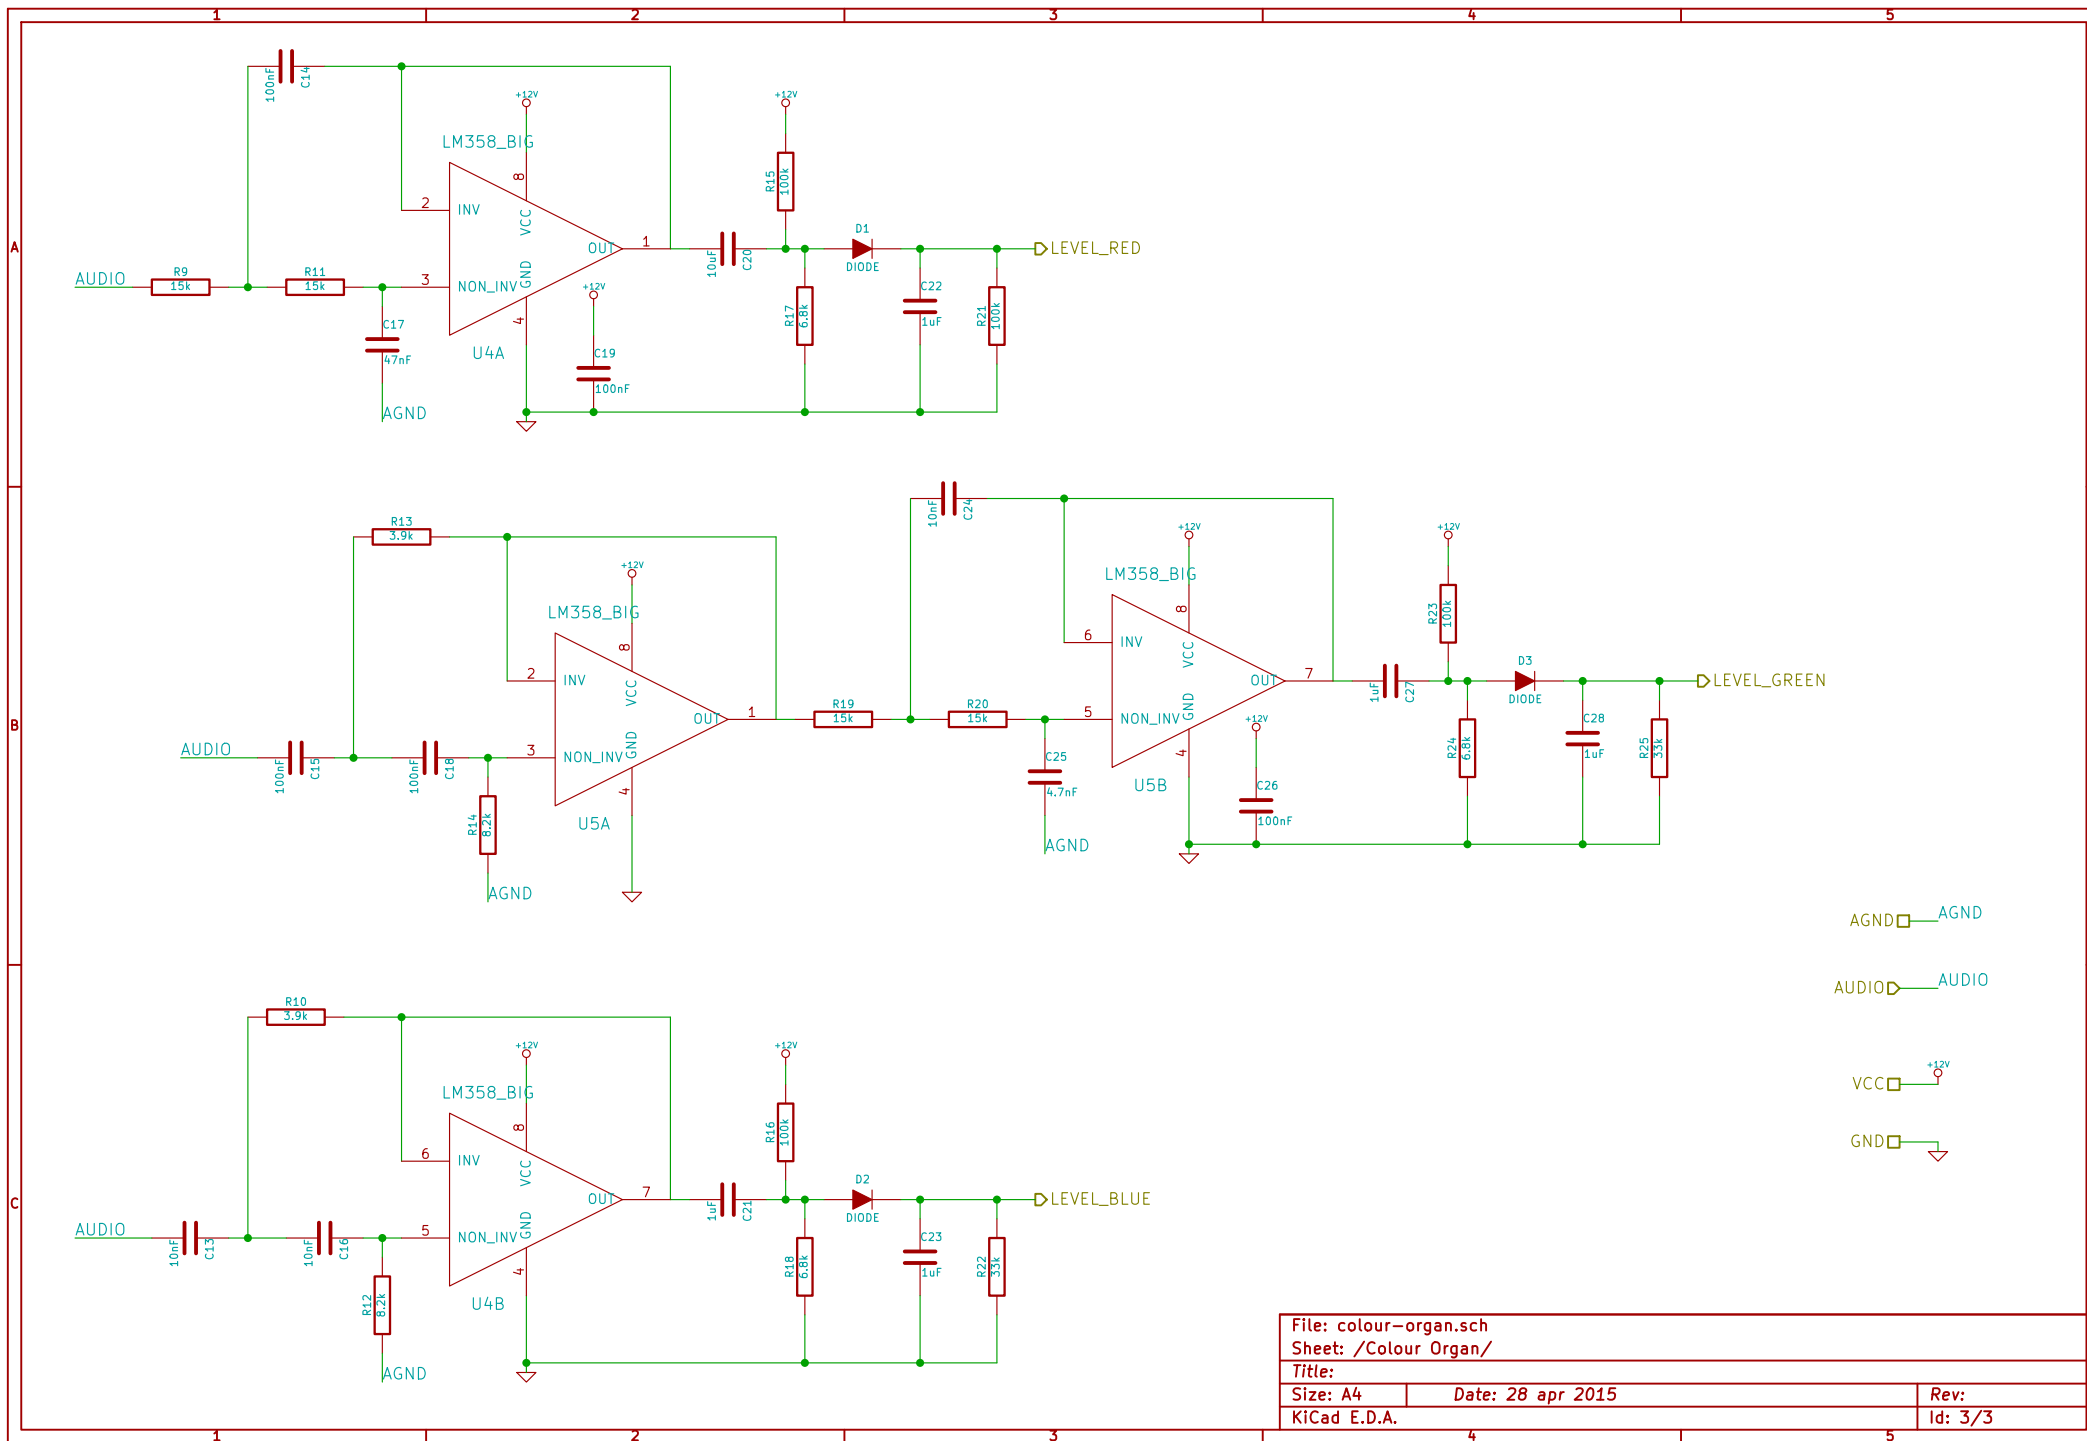 1 2 3 4 5
A
100nF C14
+12V
+12V
LM358_BIG
8
R15 100k
2 INV VCC
D1
OUT 1
10uF C20
DIODE
LEVEL_RED
AUDIO
R9
15k
R11
15k
3 NON_INV GND
+12V
4
C17
47nF
U4A
C19
100nF
R17 6.8k
C22
1uF
R21 100k
AGND
B
R13
3.9k
+12V
LM358_BIG
8
2 INV VCC
OUT 1
AUDIO
100nF C15
100nF C18
3 NON_INV GND
4
R14 8.2k
U5A
AGND
R19
15k
R20
15k
10nF C24
+12V
LM358_BIG
8
6 INV VCC
OUT 7
5 NON_INV GND
4
+12V
C25
4.7nF
U5B
C26
100nF
AGND
+12V
R23 100k
1uF C27
D3
DIODE
LEVEL_GREEN
R24 6.8k
C28
1uF
R25 33k
AGND AGND
AUDIO AUDIO
+12V
VCC
GND
C
R10
3.9k
+12V
+12V
LM358_BIG
8
R16 100k
6 INV VCC
D2
OUT 7
1uF C21
DIODE
LEVEL_BLUE
AUDIO
10nF C13
10nF C16
5 NON_INV GND
4
R12 8.2k
U4B
R18 6.8k
C23
1uF
R22 33k
AGND
File: colour-organ.sch
Sheet: /Colour Organ/
Title:
Size: A4 Date: 28 apr 2015 Rev:
KiCad E.D.A. Id: 3/3
1 2 3 4 5